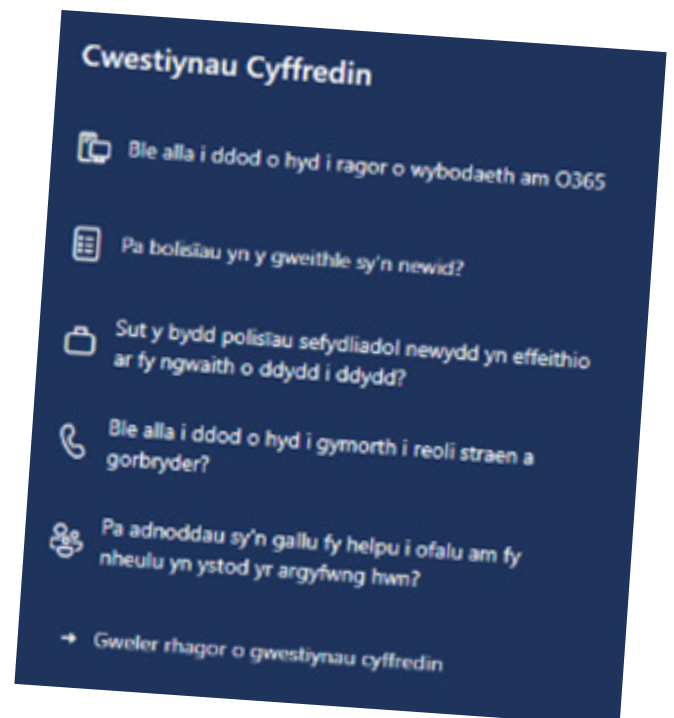 Cwestiynau Cyffredin
Ble alla i ddod o hyd i ragor o wybodaeth am O365
Pa bolisïau yn y gweithle sy'n newid?
Sut y bydd polisïau sefydliadol newydd yn effeithio
ar fy ngwaith o ddydd i ddydd?
Ble alla i ddod o hyd i gymorth i reoli straen a
gorbryder?
Pa adnoddau sy'n gallu fy helpu i ofalu am fy
nheulu yn ystod yr argyfwng hwn?
→ Gweler rhagor o gwestiynau cyffredin